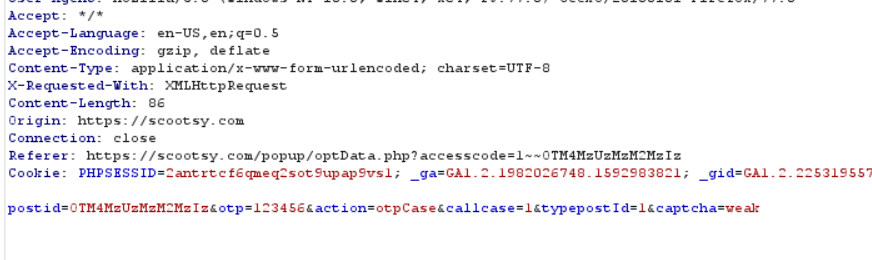 Accept: */*
Accept-Language: en-US,en;q=0.5
Accept-Encoding: gzip, deflate
Content-Type: application/x-www-form-urlencoded; charset=UTF-8
X-Requested-With: XMLHttpRequest
Content-Length: 86
Origin: https://scootsy.com
Connection: close
Referer: https://scootsy.com/popup/optData.php?accesscode=1~~OTM4MzUzMzM2MzIz
Cookie: PHPSESSID=2antrtcf6qmeq2sot9upap9vs1; _ga=GA1.2.1982026748.1592983821; _gid=GA1.2.225319557
postid=OTM4MzUzMzM2MzIz&otp=123456&action=otpCase&callcase=1&typepostId=1&captcha=weak